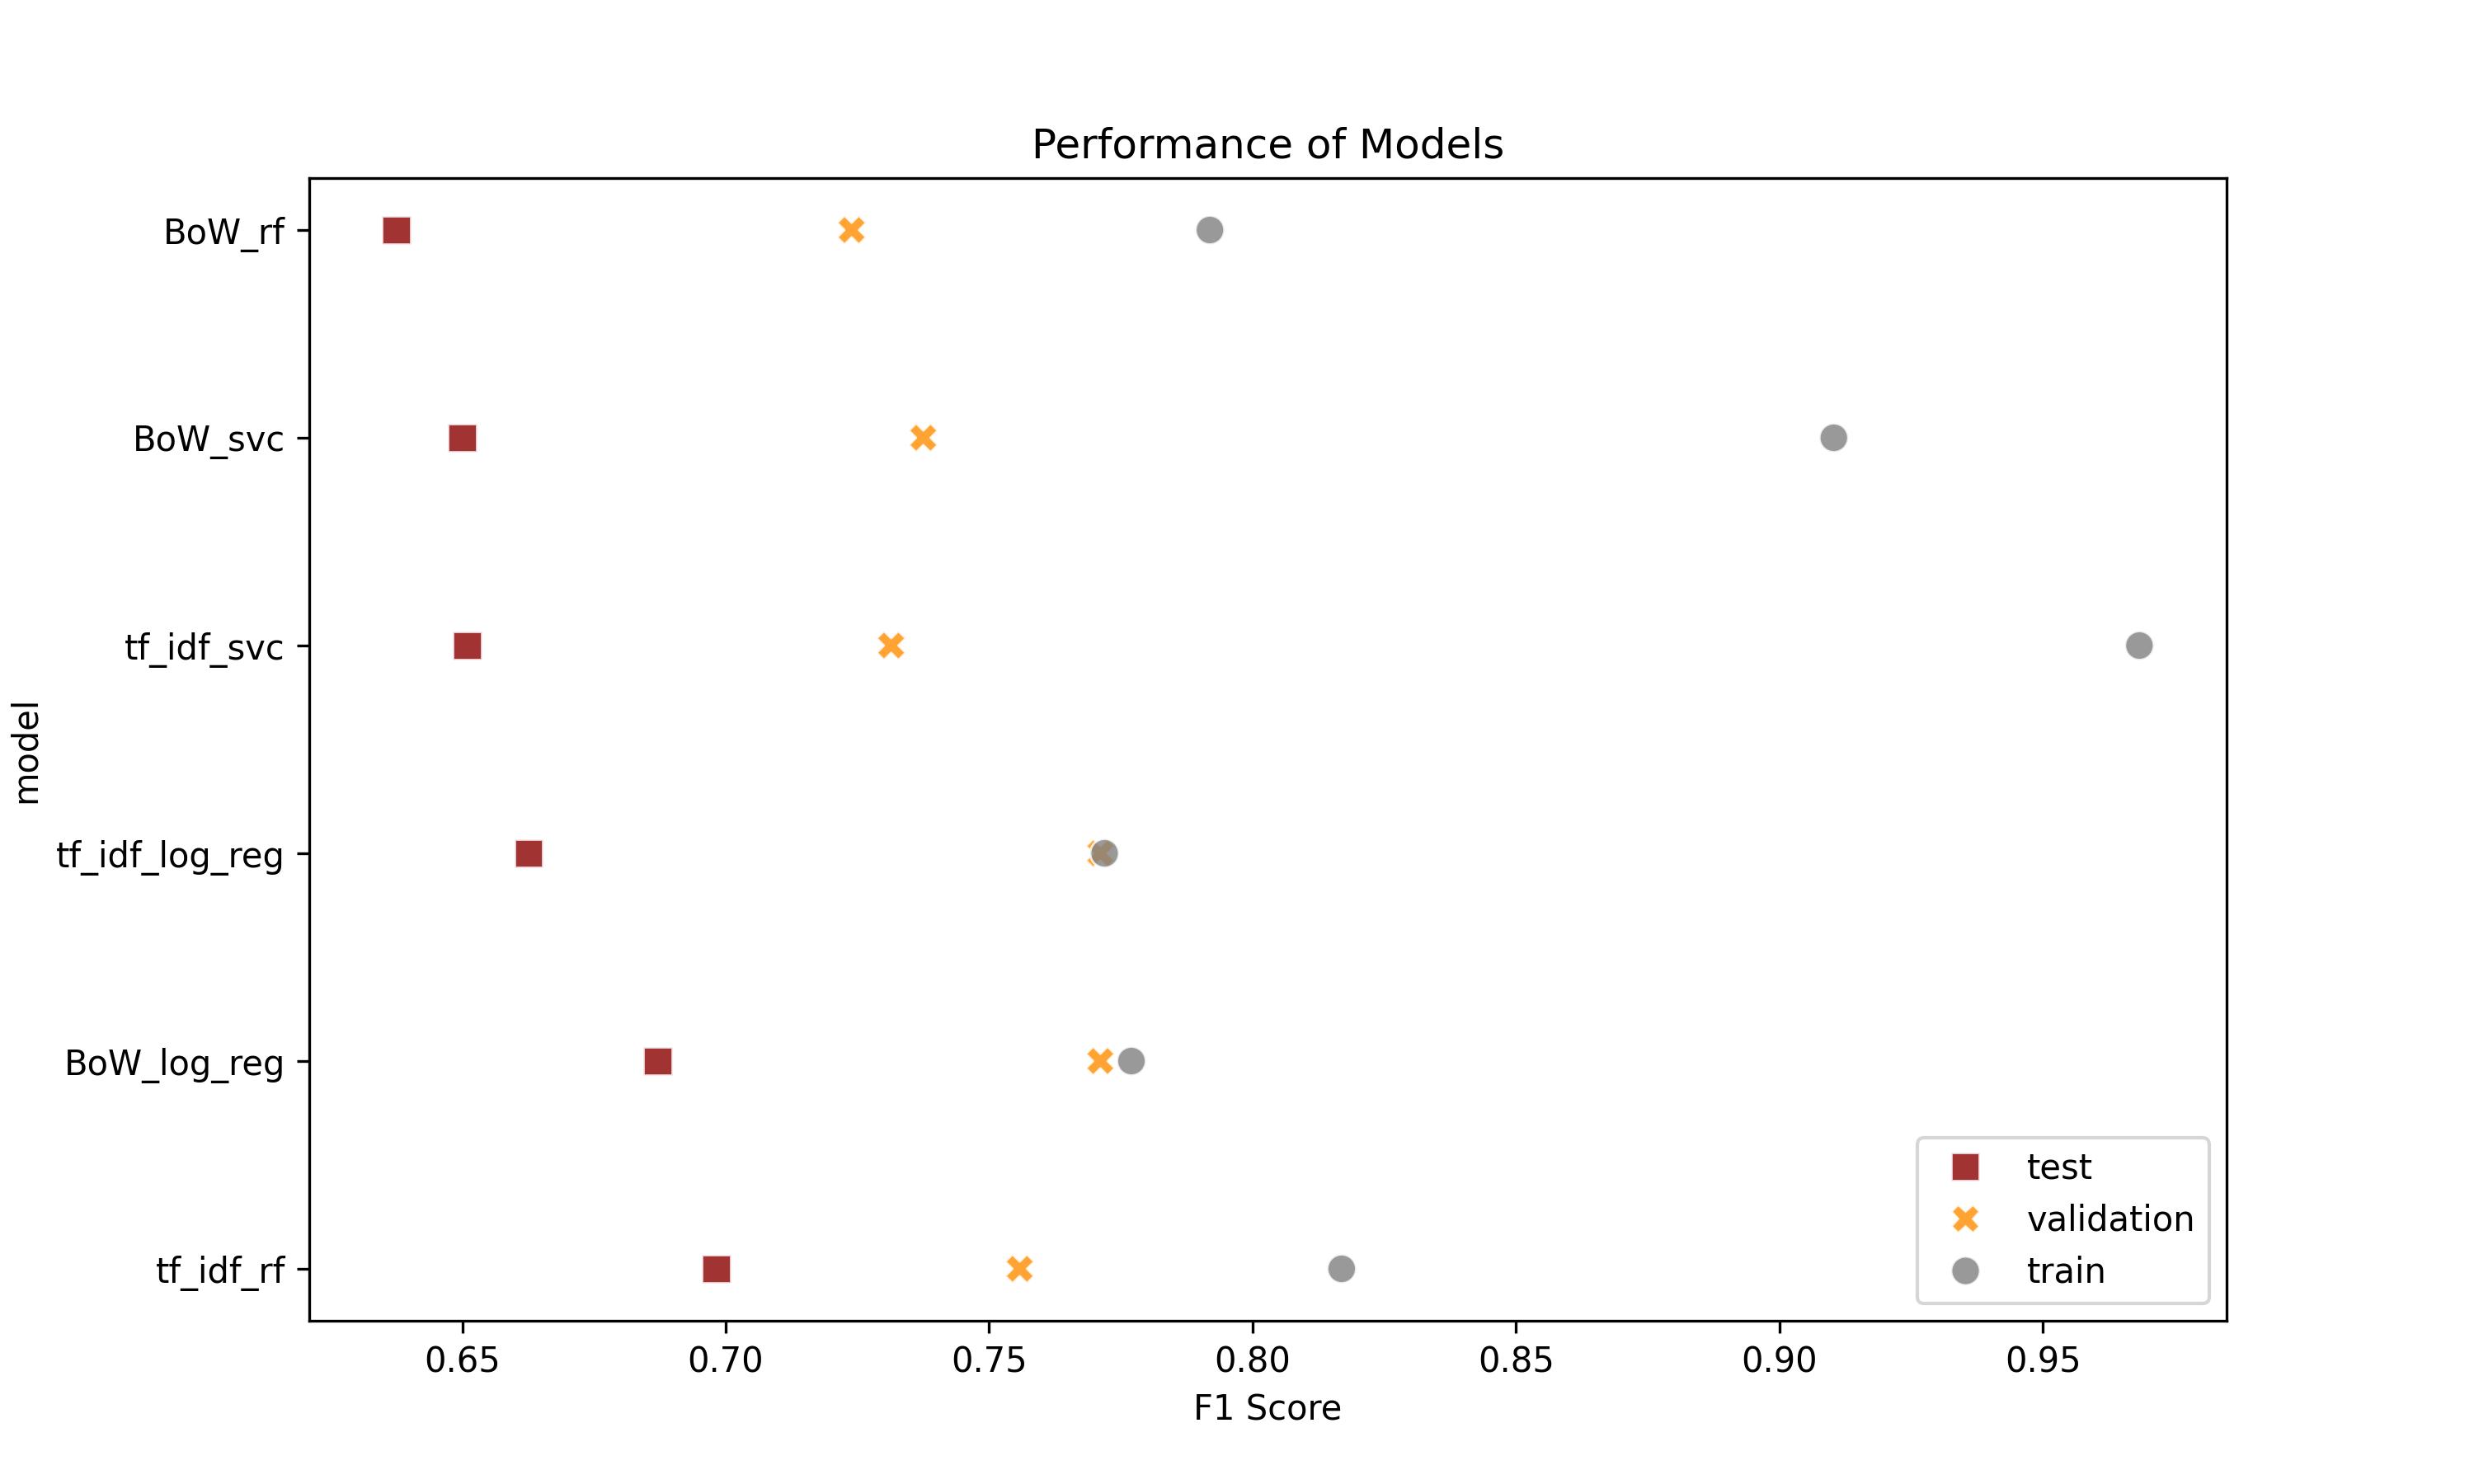 Performance of Models
BoW_rf
BoW_svc
tf_idf_svc
tf_idf_log_reg
BoW_log_reg
tf_idf_rf
model
test
validation
train
0.65 0.70 0.75 0.80 0.85 0.90 0.95
F1 Score